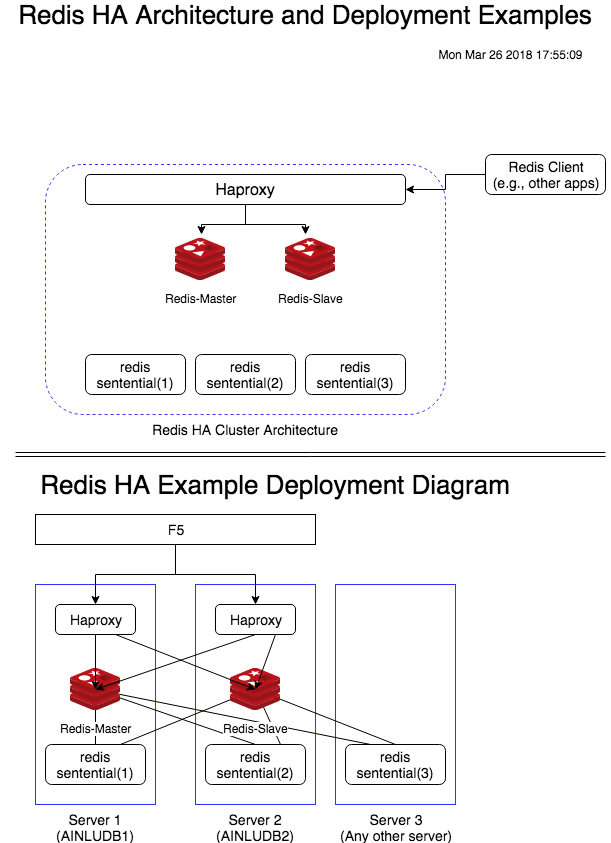 Redis HA Architecture and Deployment Examples
Mon Mar 26 2018 17:55:09
Redis Client
(e.g., other apps)
Haproxy
Redis-Master
Redis-Slave
redis
sentential(1)
redis
sentential(2)
redis
sentential(3)
Redis HA Cluster Architecture
Redis HA Example Deployment Diagram
F5
Haproxy
Haproxy
Redis-Master
Redis-Slave
redis
sentential(1)
redis
sentential(2)
redis
sentential(3)
Server 1
(AINLUDB1)
Server 2
(AINLUDB2)
Server 3
(Any other server)